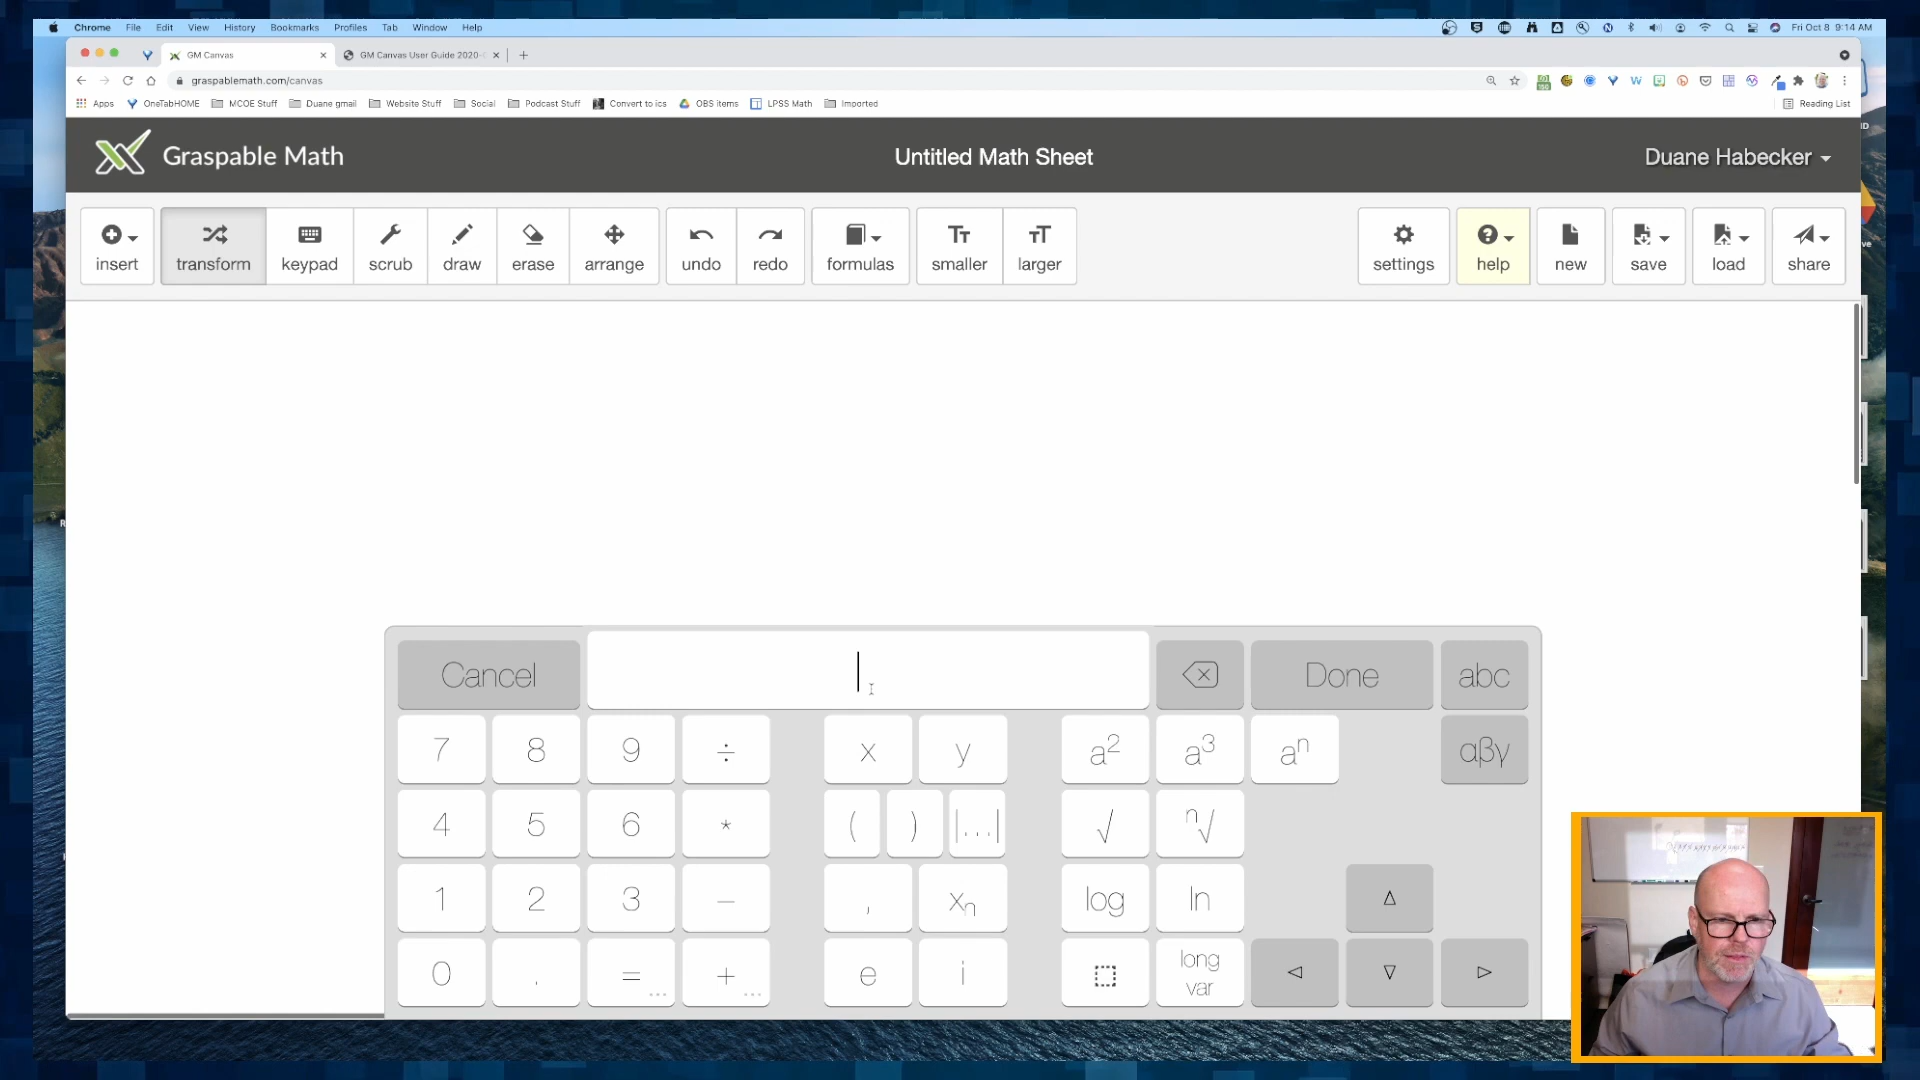 Chrome File Edit View History Bookmarks Profiles Tab Window Help
Fri Oct 8 9:14 AM
GM Canvas
GM Canvas User Guide 2020-
graspablemath.com/canvas
Apps OneTabHOME MCOE Stuff Duane gmail Website Stuff Social Podcast Stuff Convert to ics OBS items LPSS Math Imported
Reading List
Graspable Math
Untitled Math Sheet
Duane Habecker
insert transform keypad scrub draw erase arrange undo redo formulas smaller larger settings help new save load share
Cancel Done abc
7 8 9 ÷ x y a² a³ aⁿ αβγ
4 5 6 * ( ) |...| √ ⁿ√
1 2 3 − , xₙ log ln
0 . = ... + ... e i long var